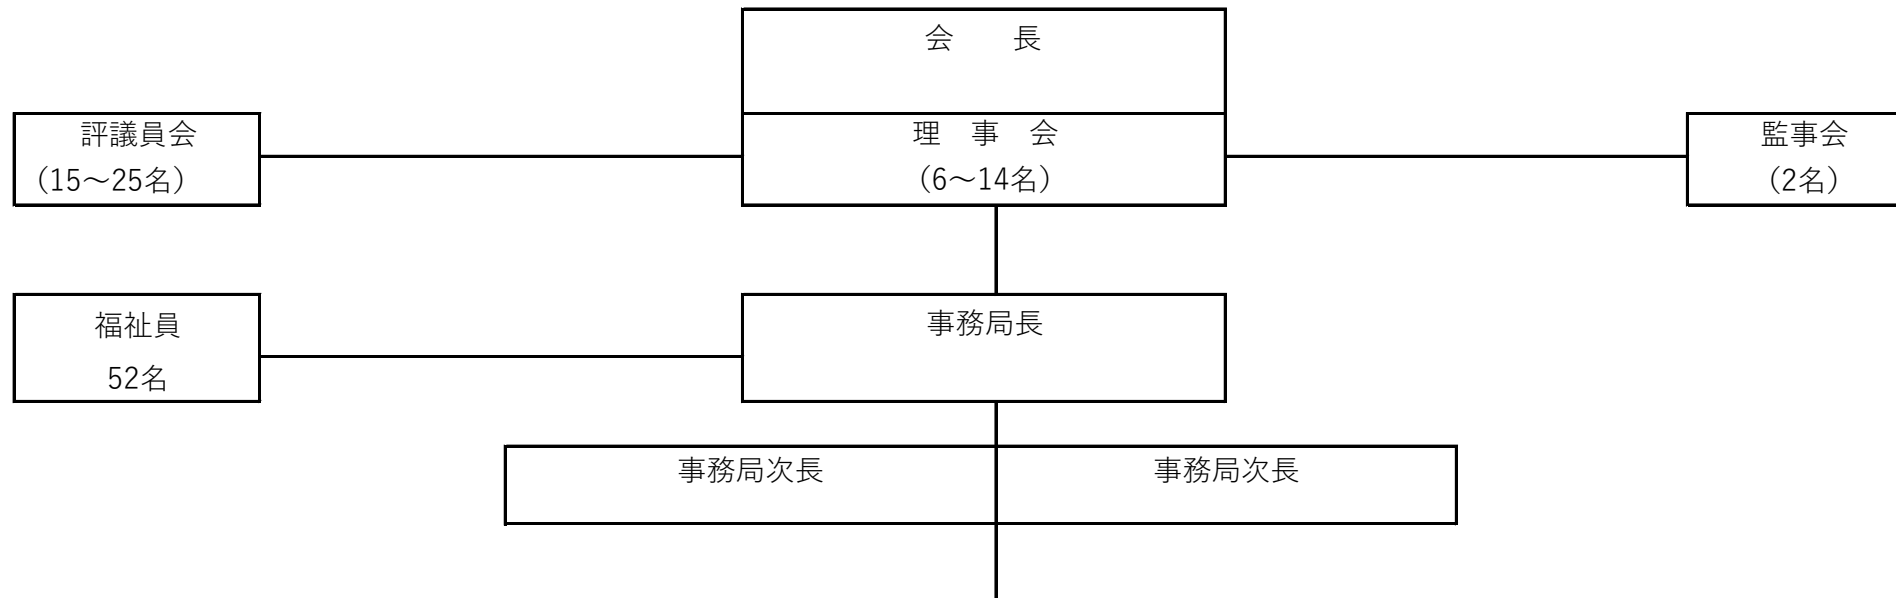 会　　長
評議員会
（15～25名）
理　事　会
（6～14名）
監事会
（2名）
福祉員
52名
事務局長
事務局次長
事務局次長